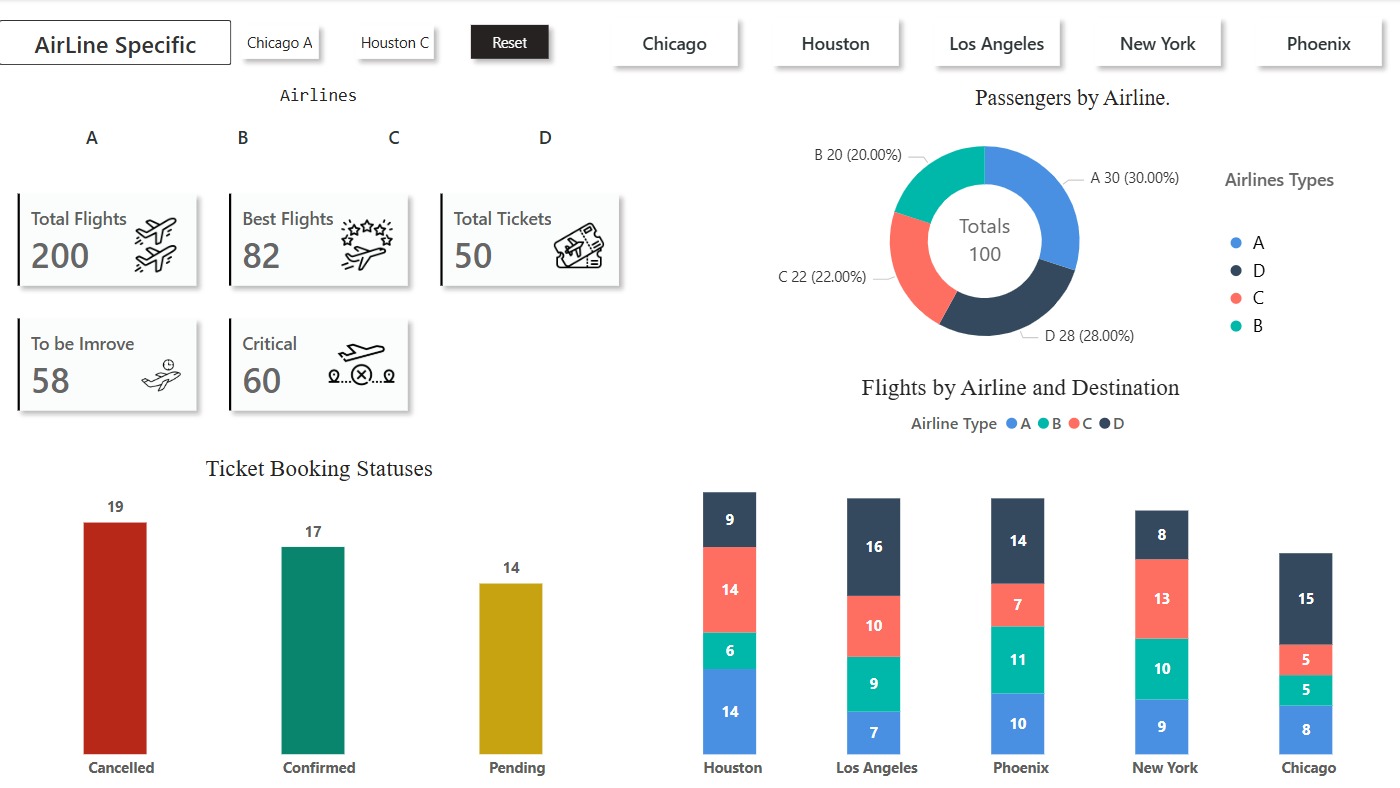 AirLine Specific
Chicago A
Houston C
Reset
Chicago
Houston
Los Angeles
New York
Phoenix
Airlines
A
B
C
D
Total Flights
200
Best Flights
82
Total Tickets
50
To be Imrove
58
Critical
60
Passengers by Airline.
B 20 (20.00%)
A 30 (30.00%)
C 22 (22.00%)
D 28 (28.00%)
Totals
100
Airlines Types
A
D
C
B
Ticket Booking Statuses
19
17
14
Cancelled
Confirmed
Pending
Flights by Airline and Destination
Airline Type A B C D
9
14
6
14
16
10
9
7
14
7
11
10
8
13
10
9
15
5
5
8
Houston
Los Angeles
Phoenix
New York
Chicago